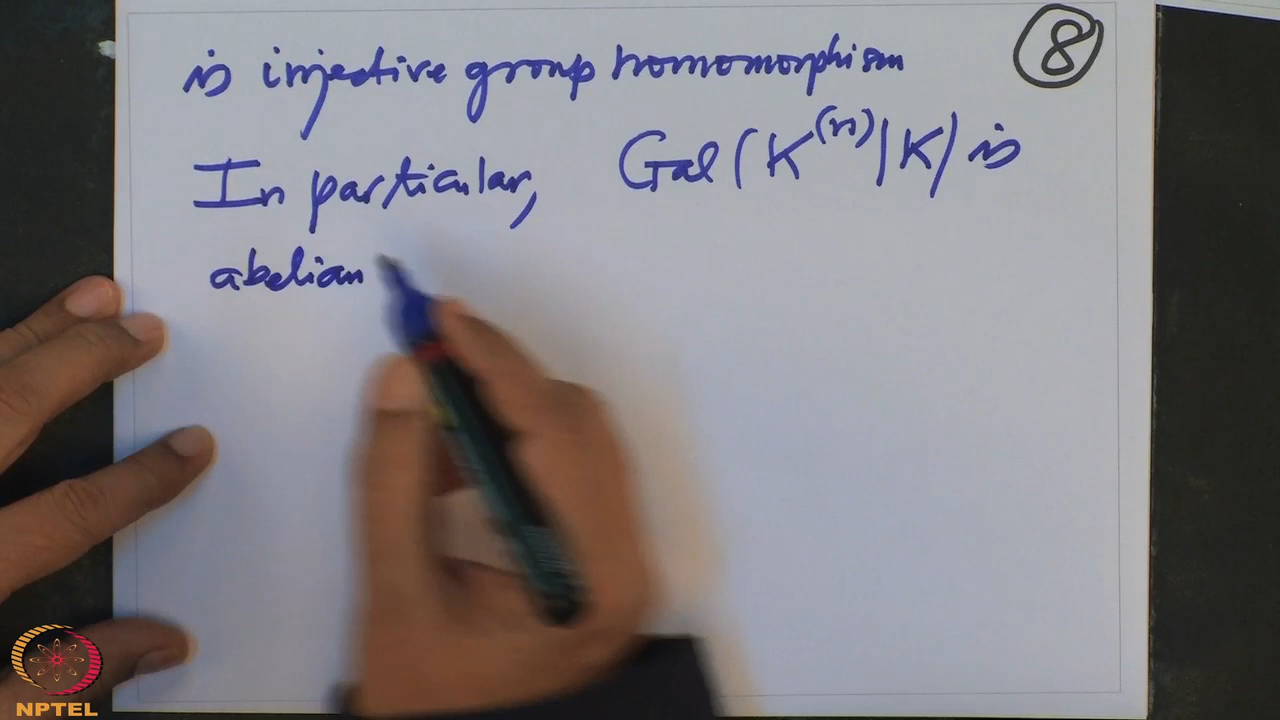 is injective group homomorphism
8
In particular, Gal(K^(n)|K) is
abelian
NPTEL